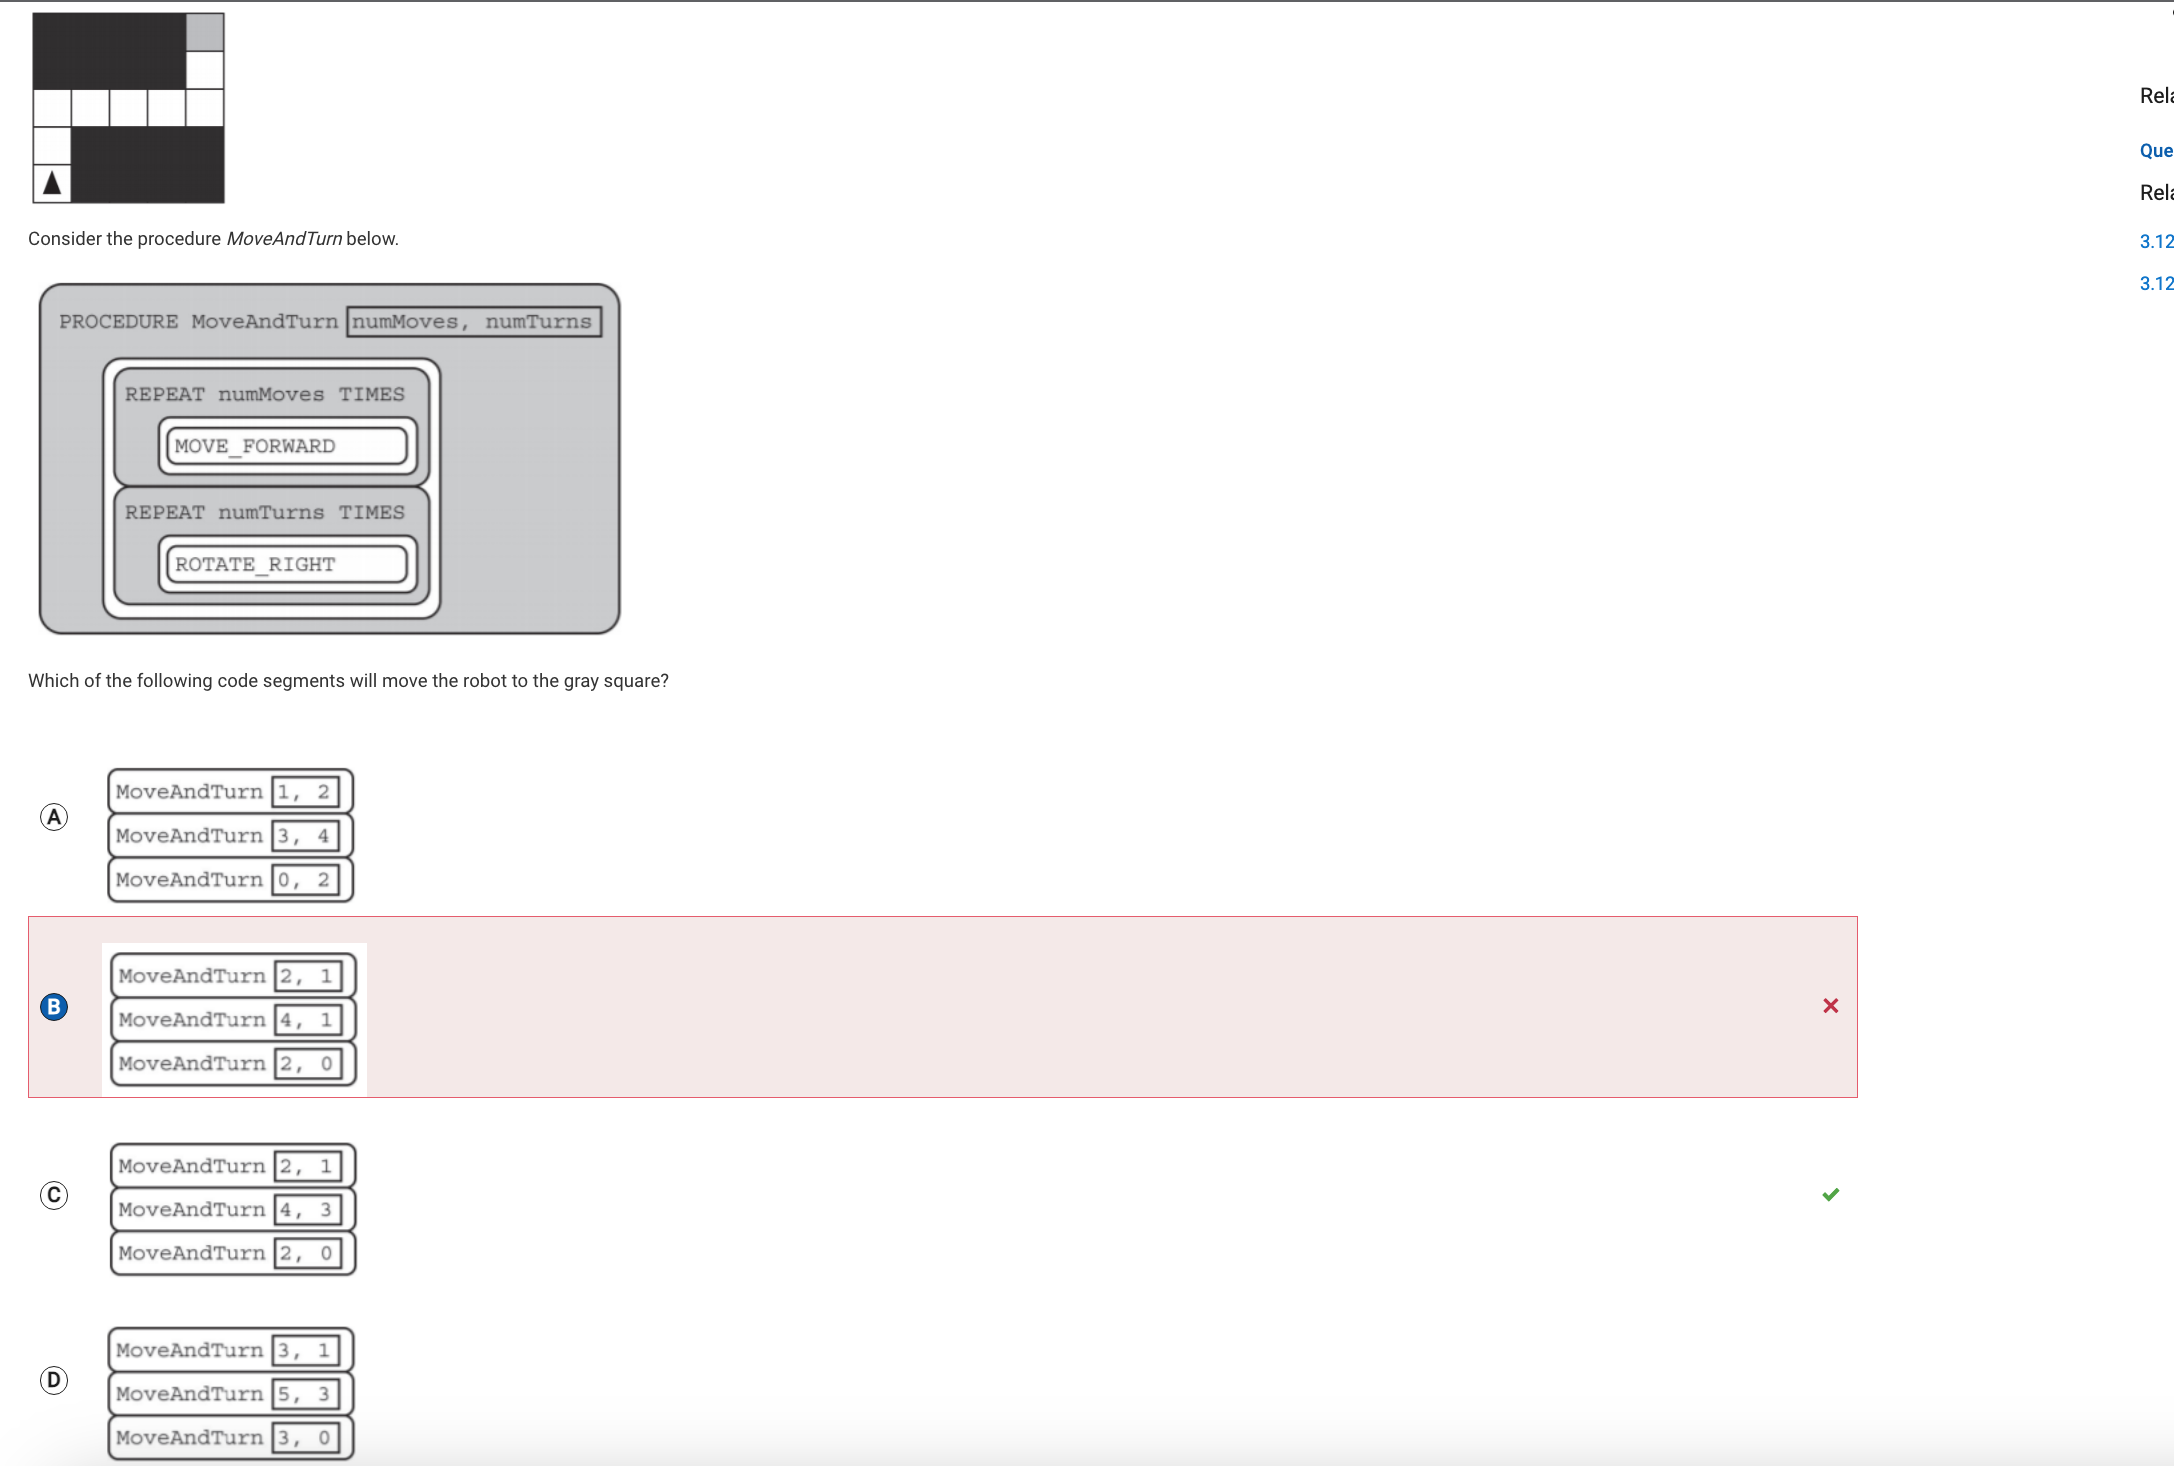 Consider the procedure MoveAndTurn below.
PROCEDURE MoveAndTurn numMoves, numTurns
REPEAT numMoves TIMES
MOVE_FORWARD
REPEAT numTurns TIMES
ROTATE_RIGHT
Which of the following code segments will move the robot to the gray square?
A
MoveAndTurn 1, 2
MoveAndTurn 3, 4
MoveAndTurn 0, 2
B
MoveAndTurn 2, 1
MoveAndTurn 4, 1
MoveAndTurn 2, 0
C
MoveAndTurn 2, 1
MoveAndTurn 4, 3
MoveAndTurn 2, 0
D
MoveAndTurn 3, 1
MoveAndTurn 5, 3
MoveAndTurn 3, 0
Rel
Que
Rel
3.12
3.12